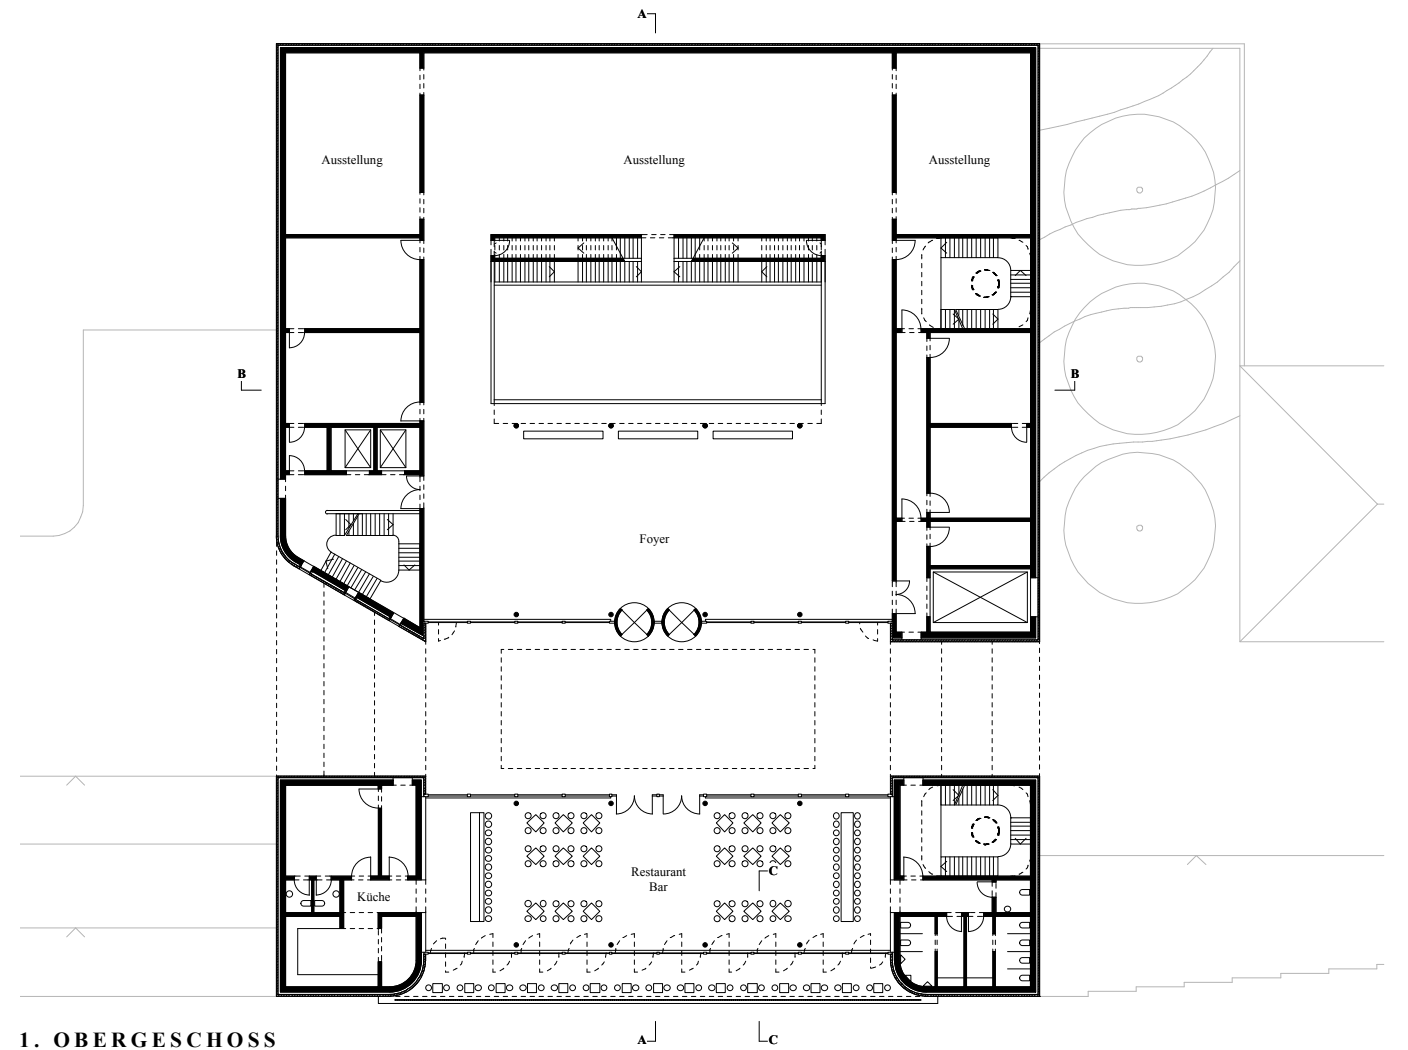 A
Ausstellung
Ausstellung
Ausstellung
B
B
Foyer
Restaurant
Bar
C
Küche
A
C
1. OBERGESCHOSS